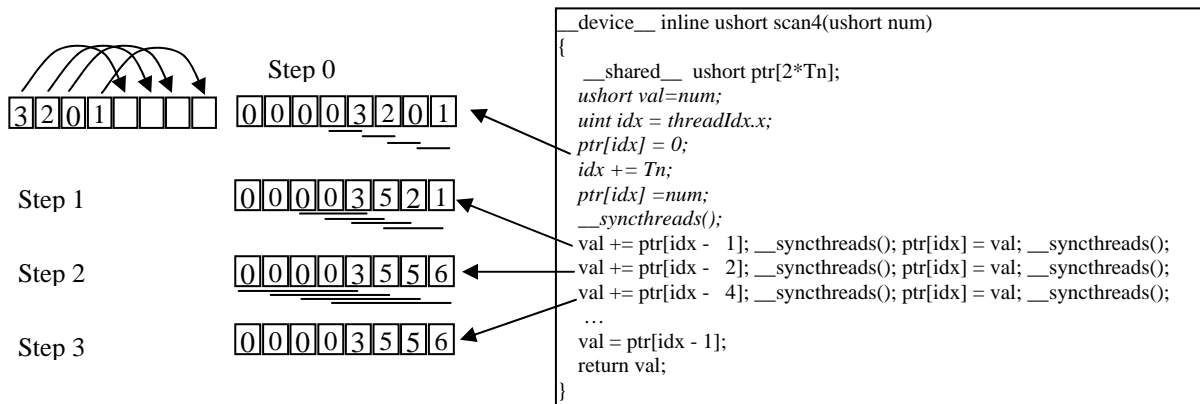 Step 0
3 2 0 1
0 0 0 0 3 2 0 1
Step 1
0 0 0 0 3 5 2 1
Step 2
0 0 0 0 3 5 5 6
Step 3
0 0 0 0 3 5 5 6
__device__ inline ushort scan4(ushort num)
{
__shared__ ushort ptr[2*Tn];
ushort val=num;
uint idx = threadIdx.x;
ptr[idx] = 0;
idx += Tn;
ptr[idx] =num;
__syncthreads();
val += ptr[idx - 1]; __syncthreads(); ptr[idx] = val; __syncthreads();
val += ptr[idx - 2]; __syncthreads(); ptr[idx] = val; __syncthreads();
val += ptr[idx - 4]; __syncthreads(); ptr[idx] = val; __syncthreads();
…
val = ptr[idx - 1];
return val;
}